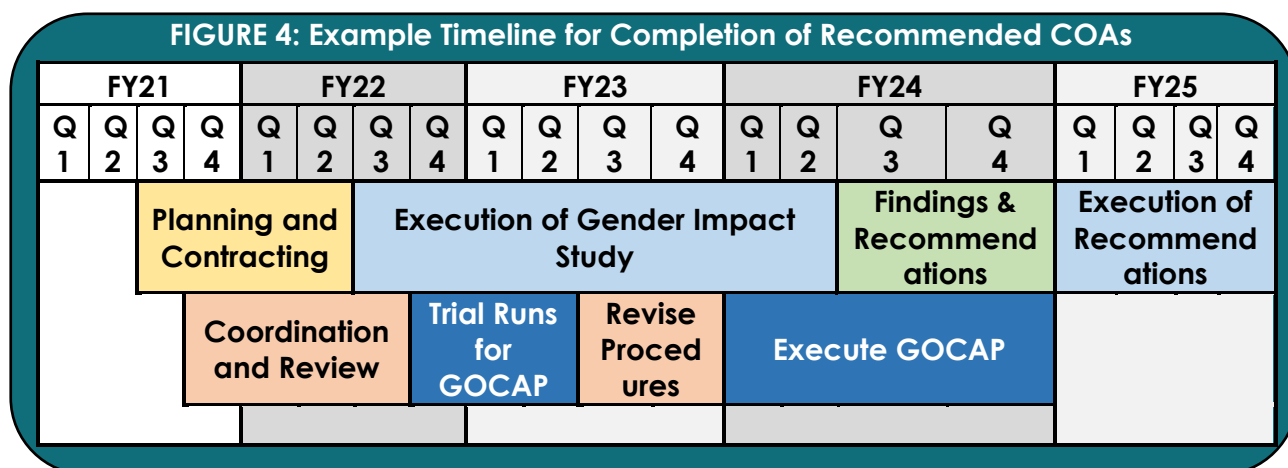 FIGURE 4: Example Timeline for Completion of Recommended COAs
FY21 FY22 FY23 FY24 FY25
Q Q Q Q Q Q Q Q Q Q Q Q Q Q Q Q Q Q Q Q
1 2 3 4 1 2 3 4 1 2 3 4 1 2 3 4 1 2 3 4
Planning and
Contracting
Execution of Gender Impact
Study
Findings &
Recommend
ations
Execution of
Recommend
ations
Coordination
and Review
Trial Runs
for
GOCAP
Revise
Proced
ures
Execute GOCAP